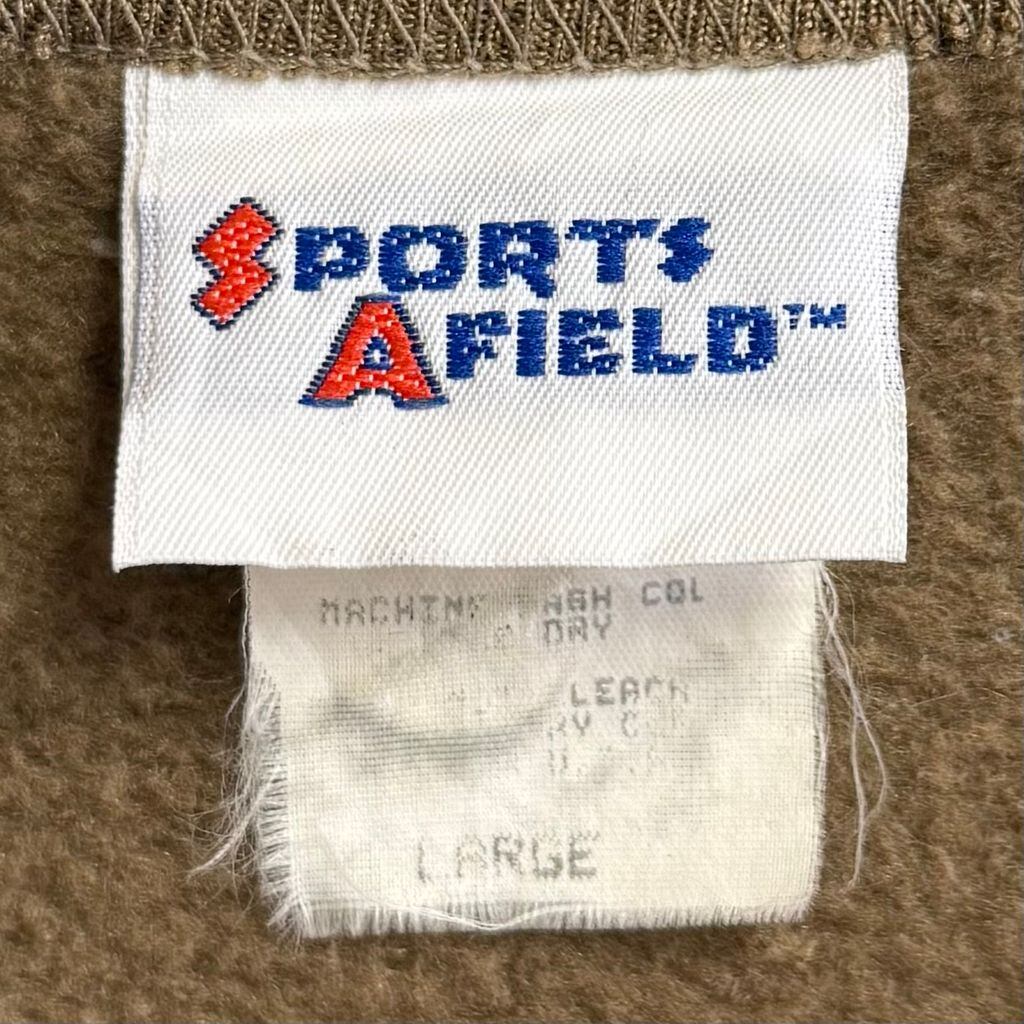 SPORTS
AFIELD™
MACHINE WASH COL
DRY
LEACH
LARGE